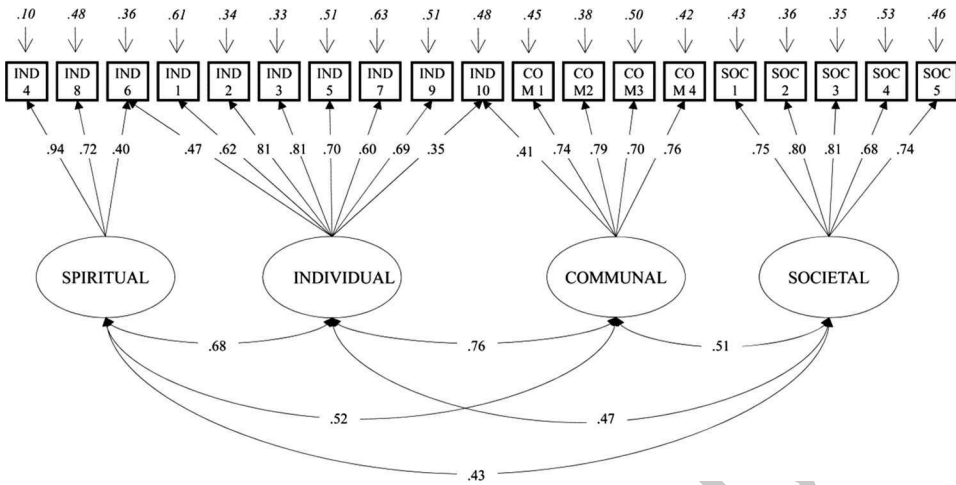 .10 .48 .36 .61 .34 .33 .51 .63 .51 .48 .45 .38 .50 .42 .43 .36 .35 .53 .46
IND IND IND IND IND IND IND IND IND IND CO CO CO CO SOC SOC SOC SOC SOC
4 8 6 1 2 3 5 7 9 10 M 1 M2 M3 M 4 1 2 3 4 5
.94 .72 .40 .47 .62 .81 .81 .70 .60 .69 .35 .41 .74 .79 .70 .76 .75 .80 .81 .68 .74
SPIRITUAL INDIVIDUAL COMMUNAL SOCIETAL
.68 .76 .51
.52 .47
.43